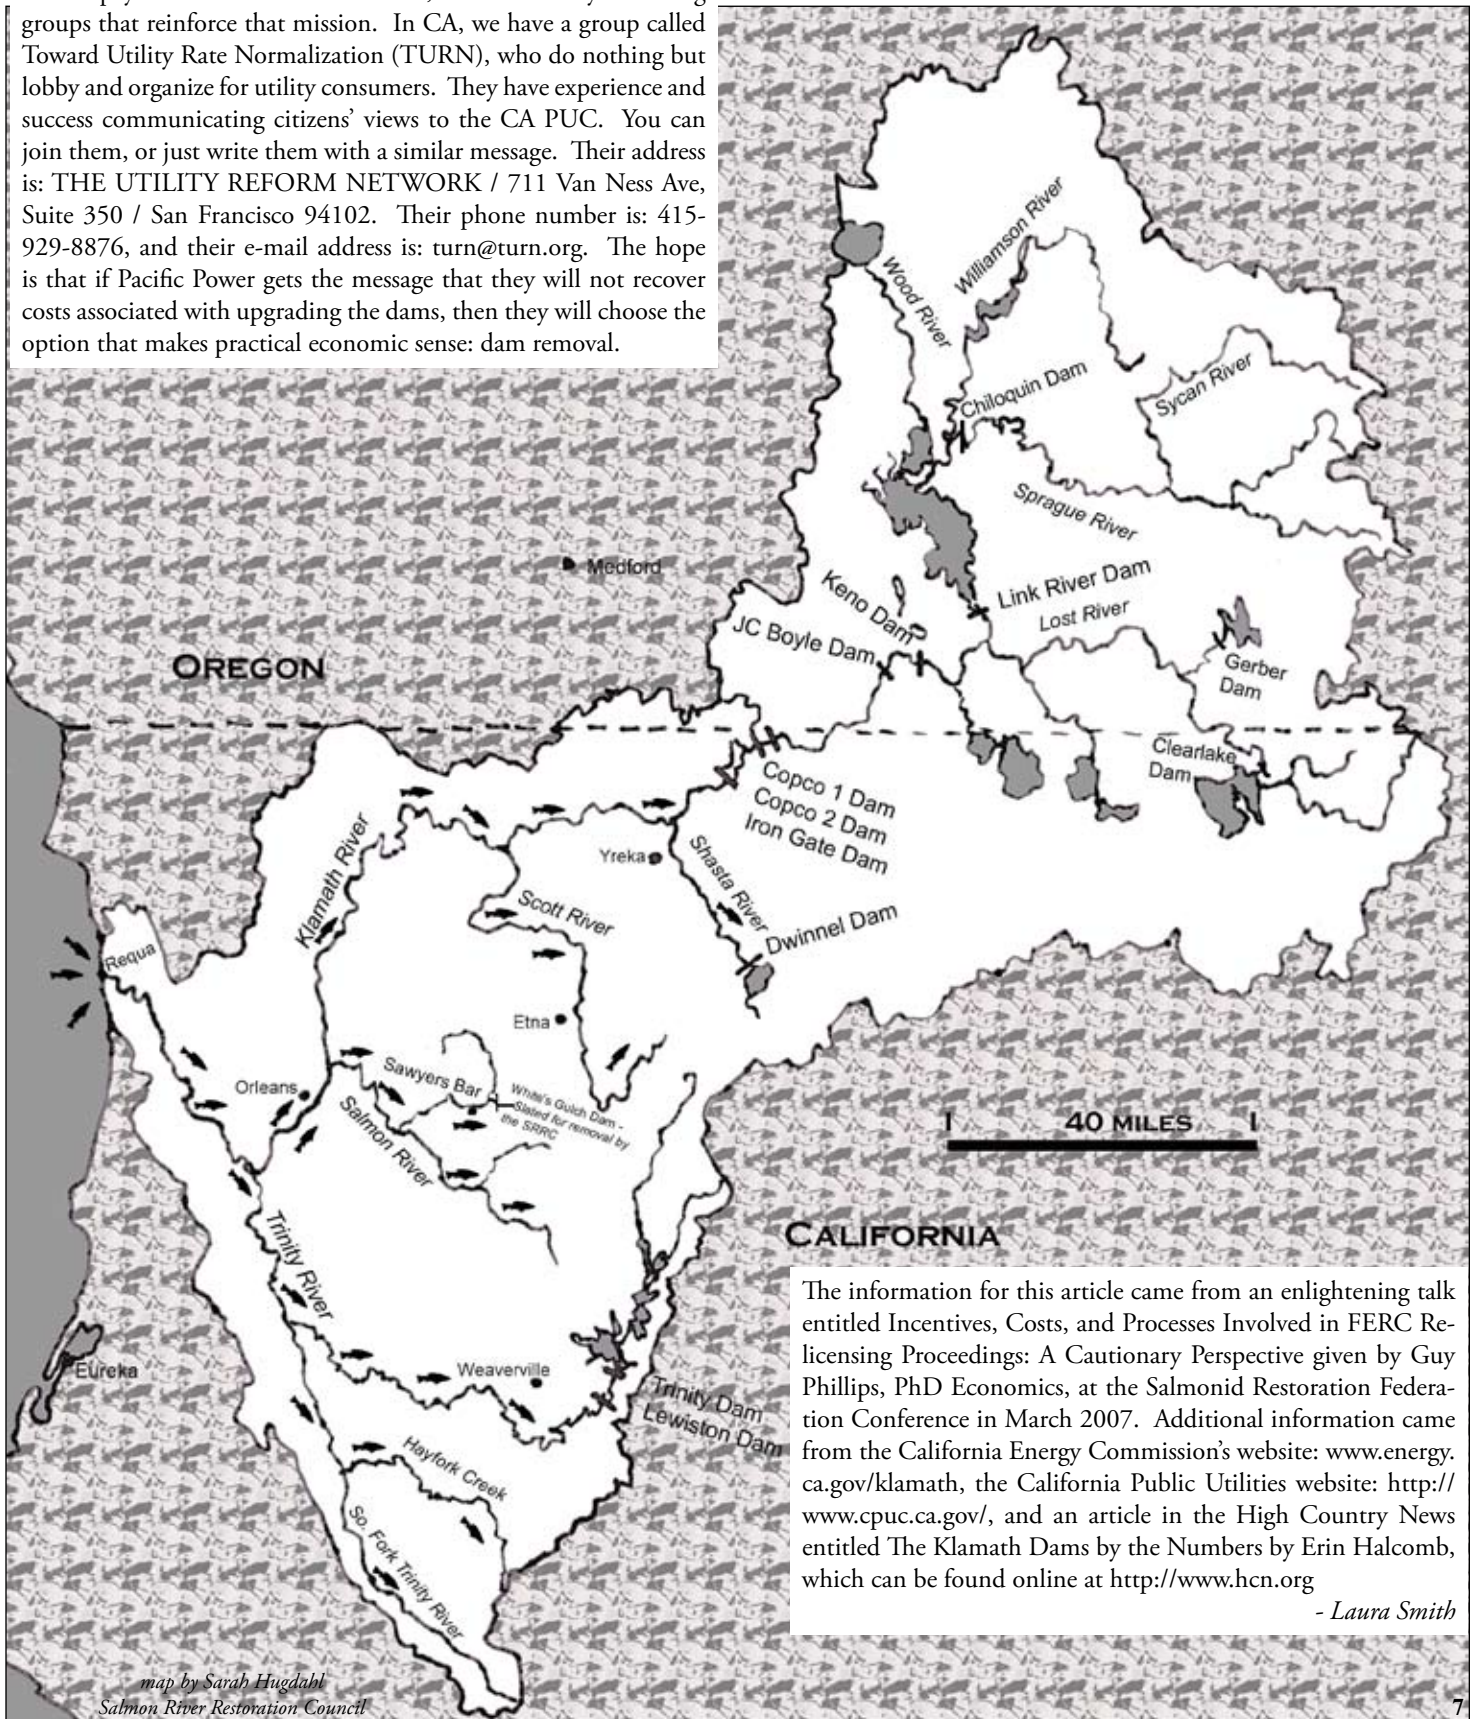 groups that reinforce that mission. In CA, we have a group called
Toward Utility Rate Normalization (TURN), who do nothing but
lobby and organize for utility consumers. They have experience and
success communicating citizens' views to the CA PUC. You can
join them, or just write them with a similar message. Their address
is: THE UTILITY REFORM NETWORK / 711 Van Ness Ave,
Suite 350 / San Francisco 94102. Their phone number is: 415-
929-8876, and their e-mail address is: turn@turn.org. The hope
is that if Pacific Power gets the message that they will not recover
costs associated with upgrading the dams, then they will choose the
option that makes practical economic sense: dam removal.
Williamson River
Wood River
Chiloquin Dam
Sycan River
Sprague River
Medford
Keno Dam
Link River Dam
Lost River
JC Boyle Dam
OREGON
Gerber
Dam
Clearlake
Dam
Copco 1 Dam
Copco 2 Dam
Iron Gate Dam
Klamath River
Yreka
Shasta River
Scott River
Dwinnel Dam
Requa
Etna
Sawyers Bar
White's Gulch Dam -
Slated for removal by
the SRRC
Orleans
Salmon River
40 MILES
Trinity River
CALIFORNIA
Eureka
Weaverville
Trinity Dam
Lewiston Dam
Hayfork Creek
So. Fork Trinity River
The information for this article came from an enlightening talk
entitled Incentives, Costs, and Processes Involved in FERC Re-
licensing Proceedings: A Cautionary Perspective given by Guy
Phillips, PhD Economics, at the Salmonid Restoration Federa-
tion Conference in March 2007. Additional information came
from the California Energy Commission's website: www.energy.
ca.gov/klamath, the California Public Utilities website: http://
www.cpuc.ca.gov/, and an article in the High Country News
entitled The Klamath Dams by the Numbers by Erin Halcomb,
which can be found online at http://www.hcn.org
- Laura Smith
map by Sarah Hugdahl
Salmon River Restoration Council
7